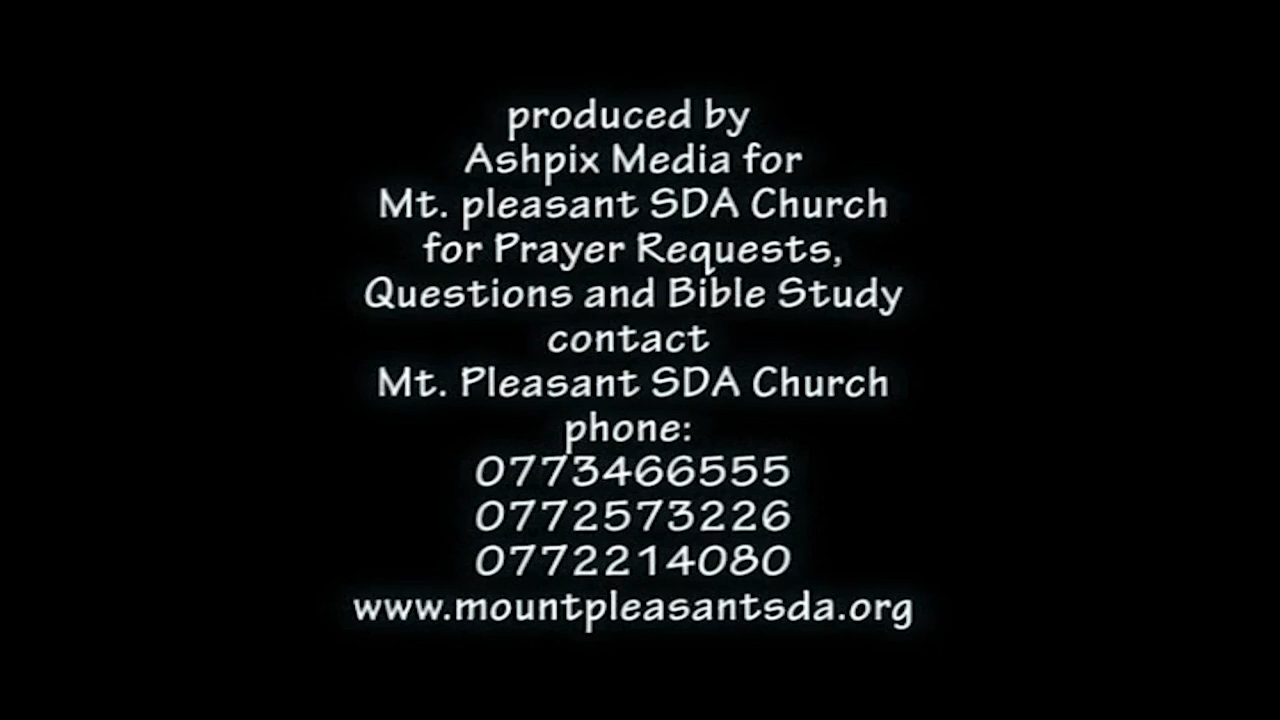 produced by
Ashpix Media for
Mt. pleasant SDA Church
for Prayer Requests,
Questions and Bible Study
contact
Mt. Pleasant SDA Church
phone:
0773466555
0772573226
0772214080
www.mountpleasantsda.org